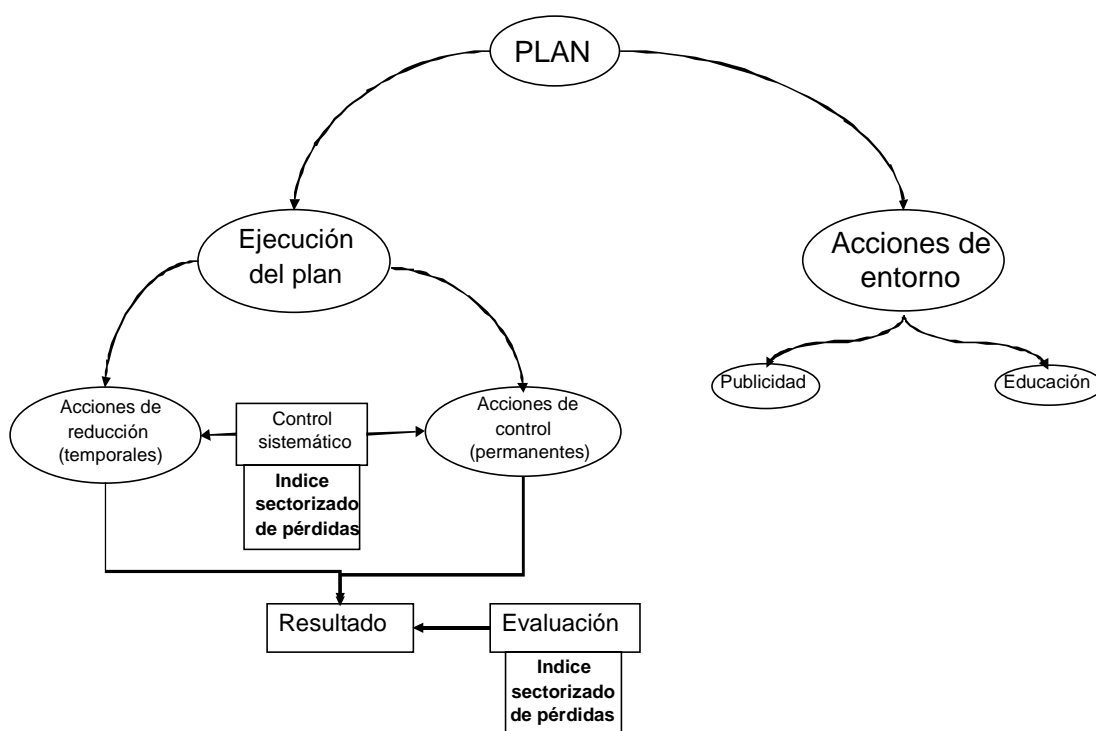 PLAN
Ejecución
del plan
Acciones de
entorno
Publicidad
Educación
Acciones de
reducción
(temporales)
Control
sistemático
Acciones de
control
(permanentes)
Indice
sectorizado
de pérdidas
Resultado
Evaluación
Indice
sectorizado
de pérdidas